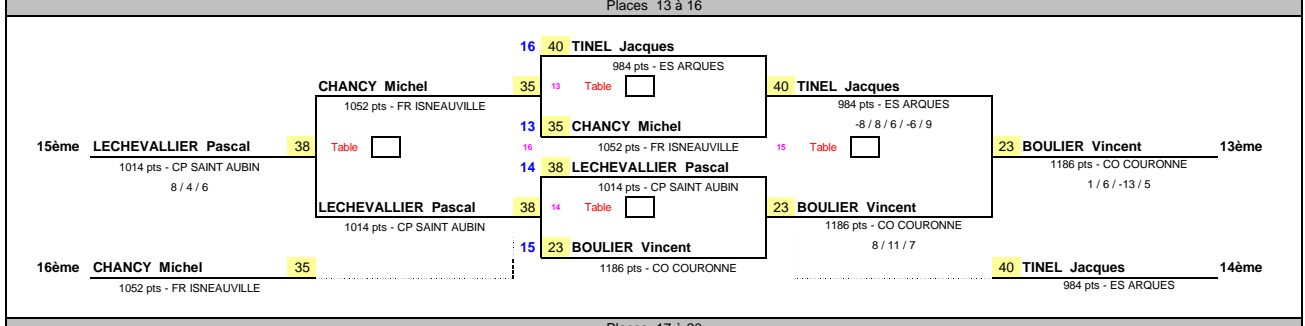 Places 13 à 16
16 40 TINEL Jacques
984 pts - ES ARQUES
CHANCY Michel 35 13 Table 40 TINEL Jacques
1052 pts - FR ISNEAUVILLE 984 pts - ES ARQUES
13 35 CHANCY Michel -8 / 8 / 6 / -6 / 9
15ème LECHEVALLIER Pascal 38 Table 16 1052 pts - FR ISNEAUVILLE 15 Table 23 BOULIER Vincent 13ème
1014 pts - CP SAINT AUBIN 14 38 LECHEVALLIER Pascal 1186 pts - CO COURONNE
8 / 4 / 6 1014 pts - CP SAINT AUBIN 1 / 6 / -13 / 5
LECHEVALLIER Pascal 38 14 Table 23 BOULIER Vincent
1014 pts - CP SAINT AUBIN 1186 pts - CO COURONNE
15 23 BOULIER Vincent 8 / 11 / 7
16ème CHANCY Michel 35 1186 pts - CO COURONNE 40 TINEL Jacques 14ème
1052 pts - FR ISNEAUVILLE 984 pts - ES ARQUES